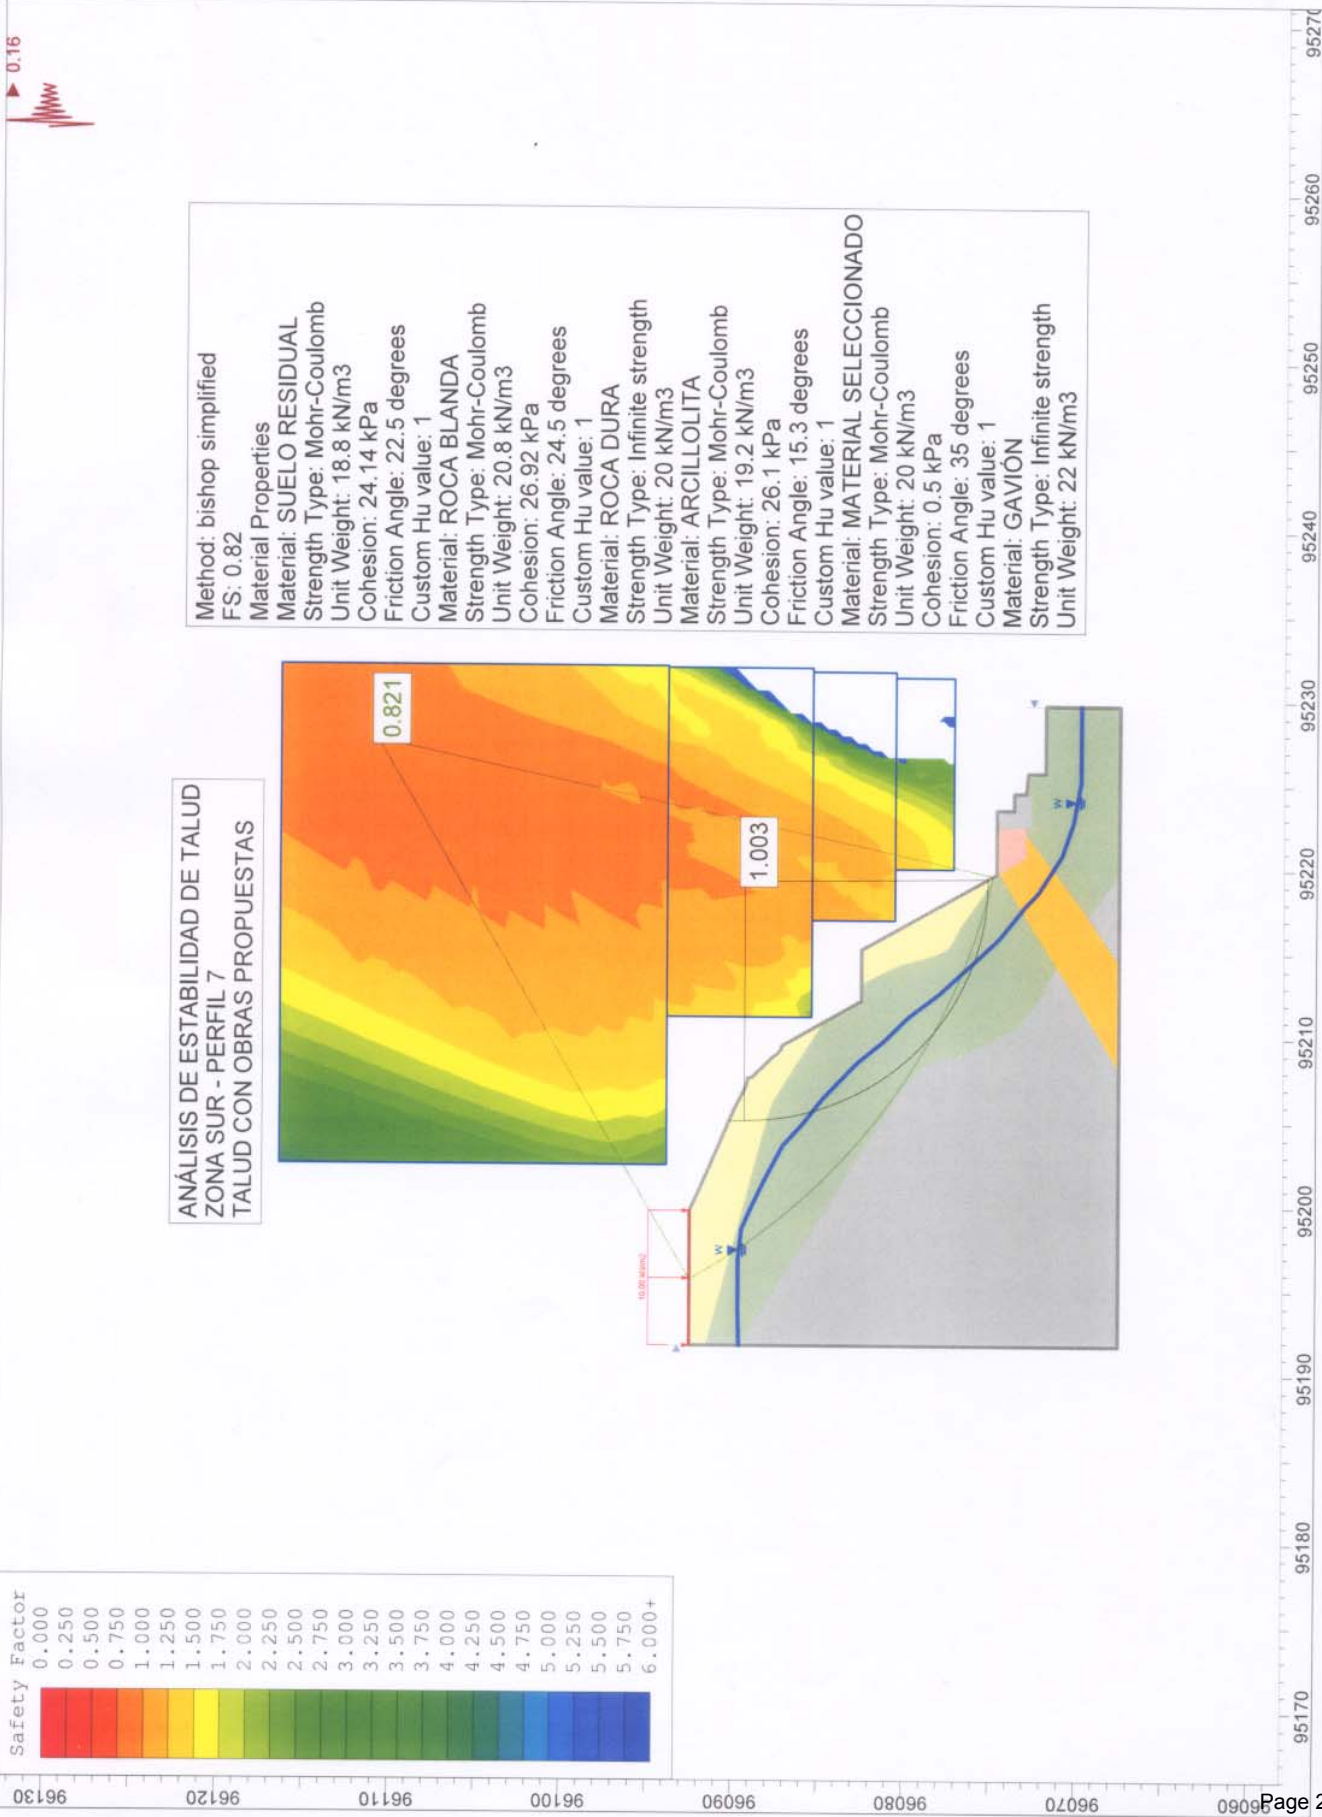 Safety Factor
0.000
0.250
0.500
0.750
1.000
1.250
1.500
1.750
2.000
2.250
2.500
2.750
3.000
3.250
3.500
3.750
4.000
4.250
4.500
4.750
5.000
5.250
5.500
5.750
6.000+
ANÁLISIS DE ESTABILIDAD DE TALUD
ZONA SUR - PERFIL 7
TALUD CON OBRAS PROPUESTAS
0.16
Method: bishop simplified
FS: 0.82
Material Properties
Material: SUELO RESIDUAL
Strength Type: Mohr-Coulomb
Unit Weight: 18.8 kN/m3
Cohesion: 24.14 kPa
Friction Angle: 22.5 degrees
Custom Hu value: 1
Material: ROCA BLANDA
Strength Type: Mohr-Coulomb
Unit Weight: 20.8 kN/m3
Cohesion: 26.92 kPa
Friction Angle: 24.5 degrees
Custom Hu value: 1
Material: ROCA DURA
Strength Type: Infinite strength
Unit Weight: 20 kN/m3
Material: ARCILLOLITA
Strength Type: Mohr-Coulomb
Unit Weight: 19.2 kN/m3
Cohesion: 26.1 kPa
Friction Angle: 15.3 degrees
Custom Hu value: 1
Material: MATERIAL SELECCIONADO
Strength Type: Mohr-Coulomb
Unit Weight: 20 kN/m3
Cohesion: 0.5 kPa
Friction Angle: 35 degrees
Custom Hu value: 1
Material: GAVIÓN
Strength Type: Infinite strength
Unit Weight: 22 kN/m3
0.821
1.003
10.00 kN/m2
W
W
96130
96120
96110
96100
96090
96080
96070
96060
95170
95180
95190
95200
95210
95220
95230
95240
95250
95260
95270
Page 2